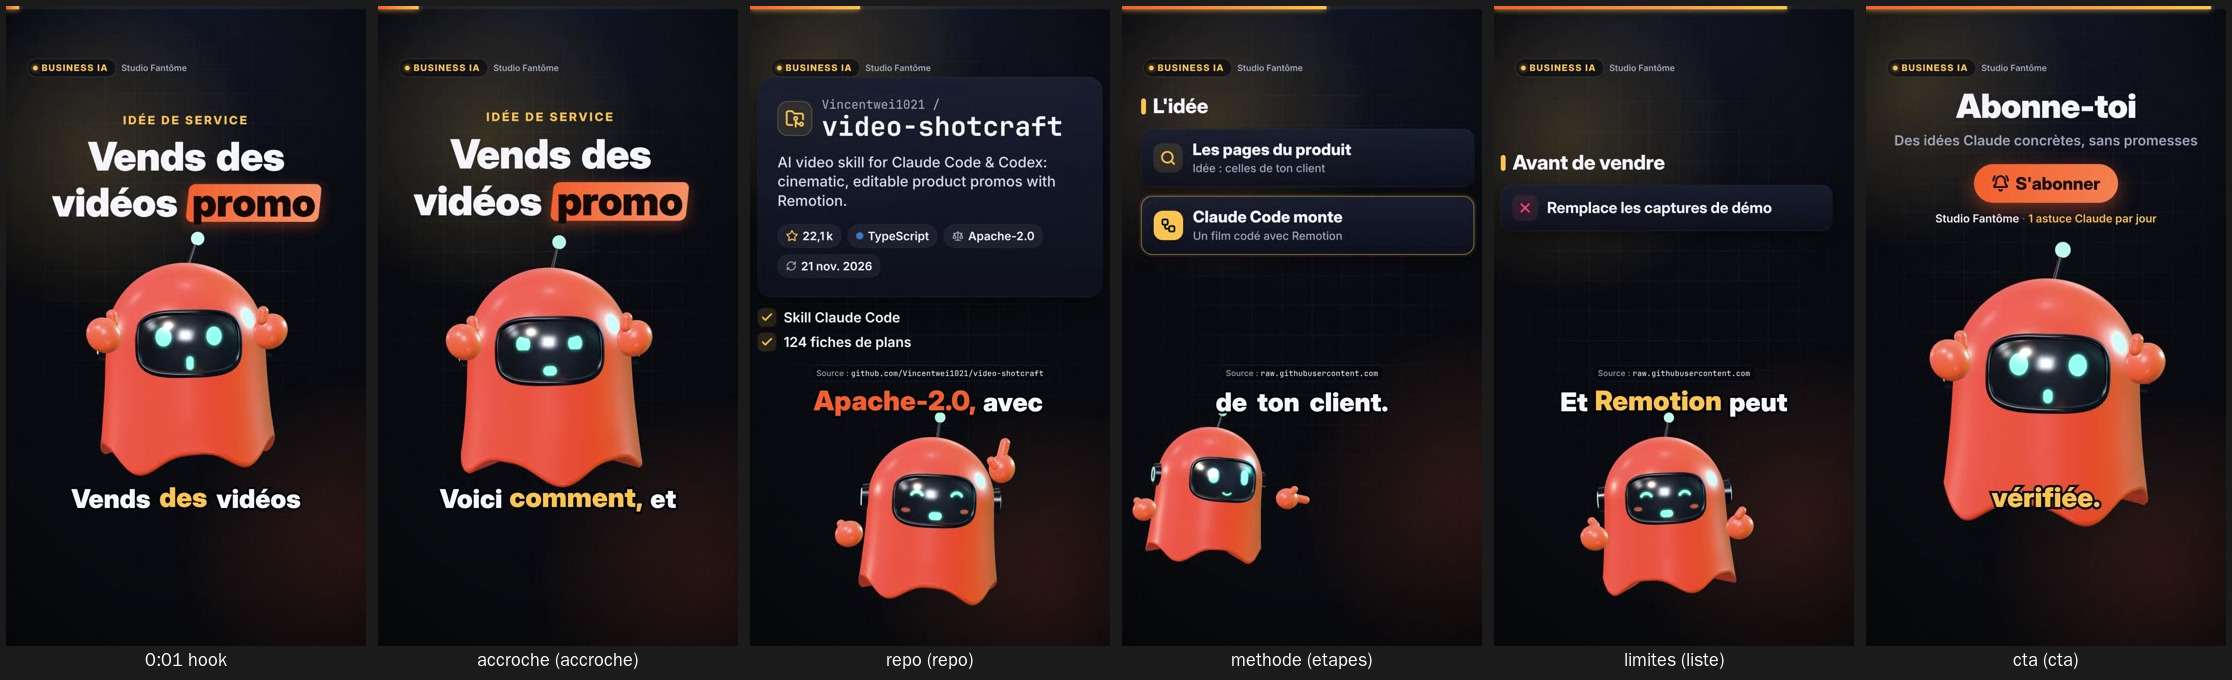 BUSINESS IA Studio Fantôme
IDÉE DE SERVICE
Vends des
vidéos promo
Vends des vidéos
0:01 hook
BUSINESS IA Studio Fantôme
IDÉE DE SERVICE
Vends des
vidéos promo
Voici comment, et
accroche (accroche)
BUSINESS IA Studio Fantôme
Vincentwei1021 /
video-shotcraft
AI video skill for Claude Code & Codex:
cinematic, editable product promos with
Remotion.
22,1k TypeScript Apache-2.0
21 nov. 2026
Skill Claude Code
124 fiches de plans
Source : github.com/Vincentwei1021/video-shotcraft
Apache-2.0, avec
repo (repo)
BUSINESS IA Studio Fantôme
L'idée
Les pages du produit
Idée : celles de ton client
Claude Code monte
Un film codé avec Remotion
Source : raw.githubusercontent.com
de ton client.
methode (etapes)
BUSINESS IA Studio Fantôme
Avant de vendre
Remplace les captures de démo
Source : raw.githubusercontent.com
Et Remotion peut
limites (liste)
BUSINESS IA Studio Fantôme
Abonne-toi
Des idées Claude concrètes, sans promesses
S'abonner
Studio Fantôme · 1 astuce Claude par jour
vérifiée.
cta (cta)